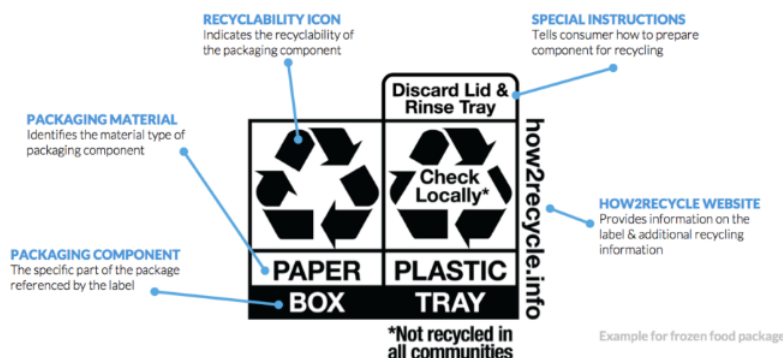 RECYCLABILITY ICON
Indicates the recyclability of
the packaging component
SPECIAL INSTRUCTIONS
Tells consumer how to prepare
component for recycling
PACKAGING MATERIAL
Identifies the material type of
packaging component
HOW2RECYCLE WEBSITE
Provides information on the
label & additional recycling
information
PACKAGING COMPONENT
The specific part of the package
referenced by the label
Discard Lid &
Rinse Tray
Check
Locally*
PAPER
PLASTIC
BOX
TRAY
how2recycle.info
*Not recycled in
all communities
Example for frozen food package